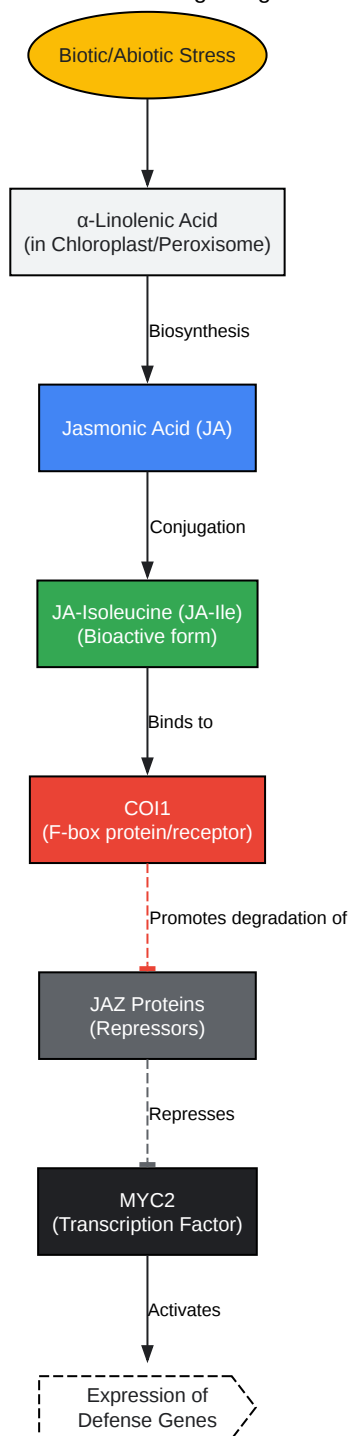 Biotic/Abiotic Stress
α-Linolenic Acid
(in Chloroplast/Peroxisome)
Biosynthesis
Jasmonic Acid (JA)
Conjugation
JA-Isoleucine (JA-Ile)
(Bioactive form)
Binds to
COI1
(F-box protein/receptor)
Promotes degradation of
JAZ Proteins
(Repressors)
Represses
MYC2
(Transcription Factor)
Activates
Expression of
Defense Genes